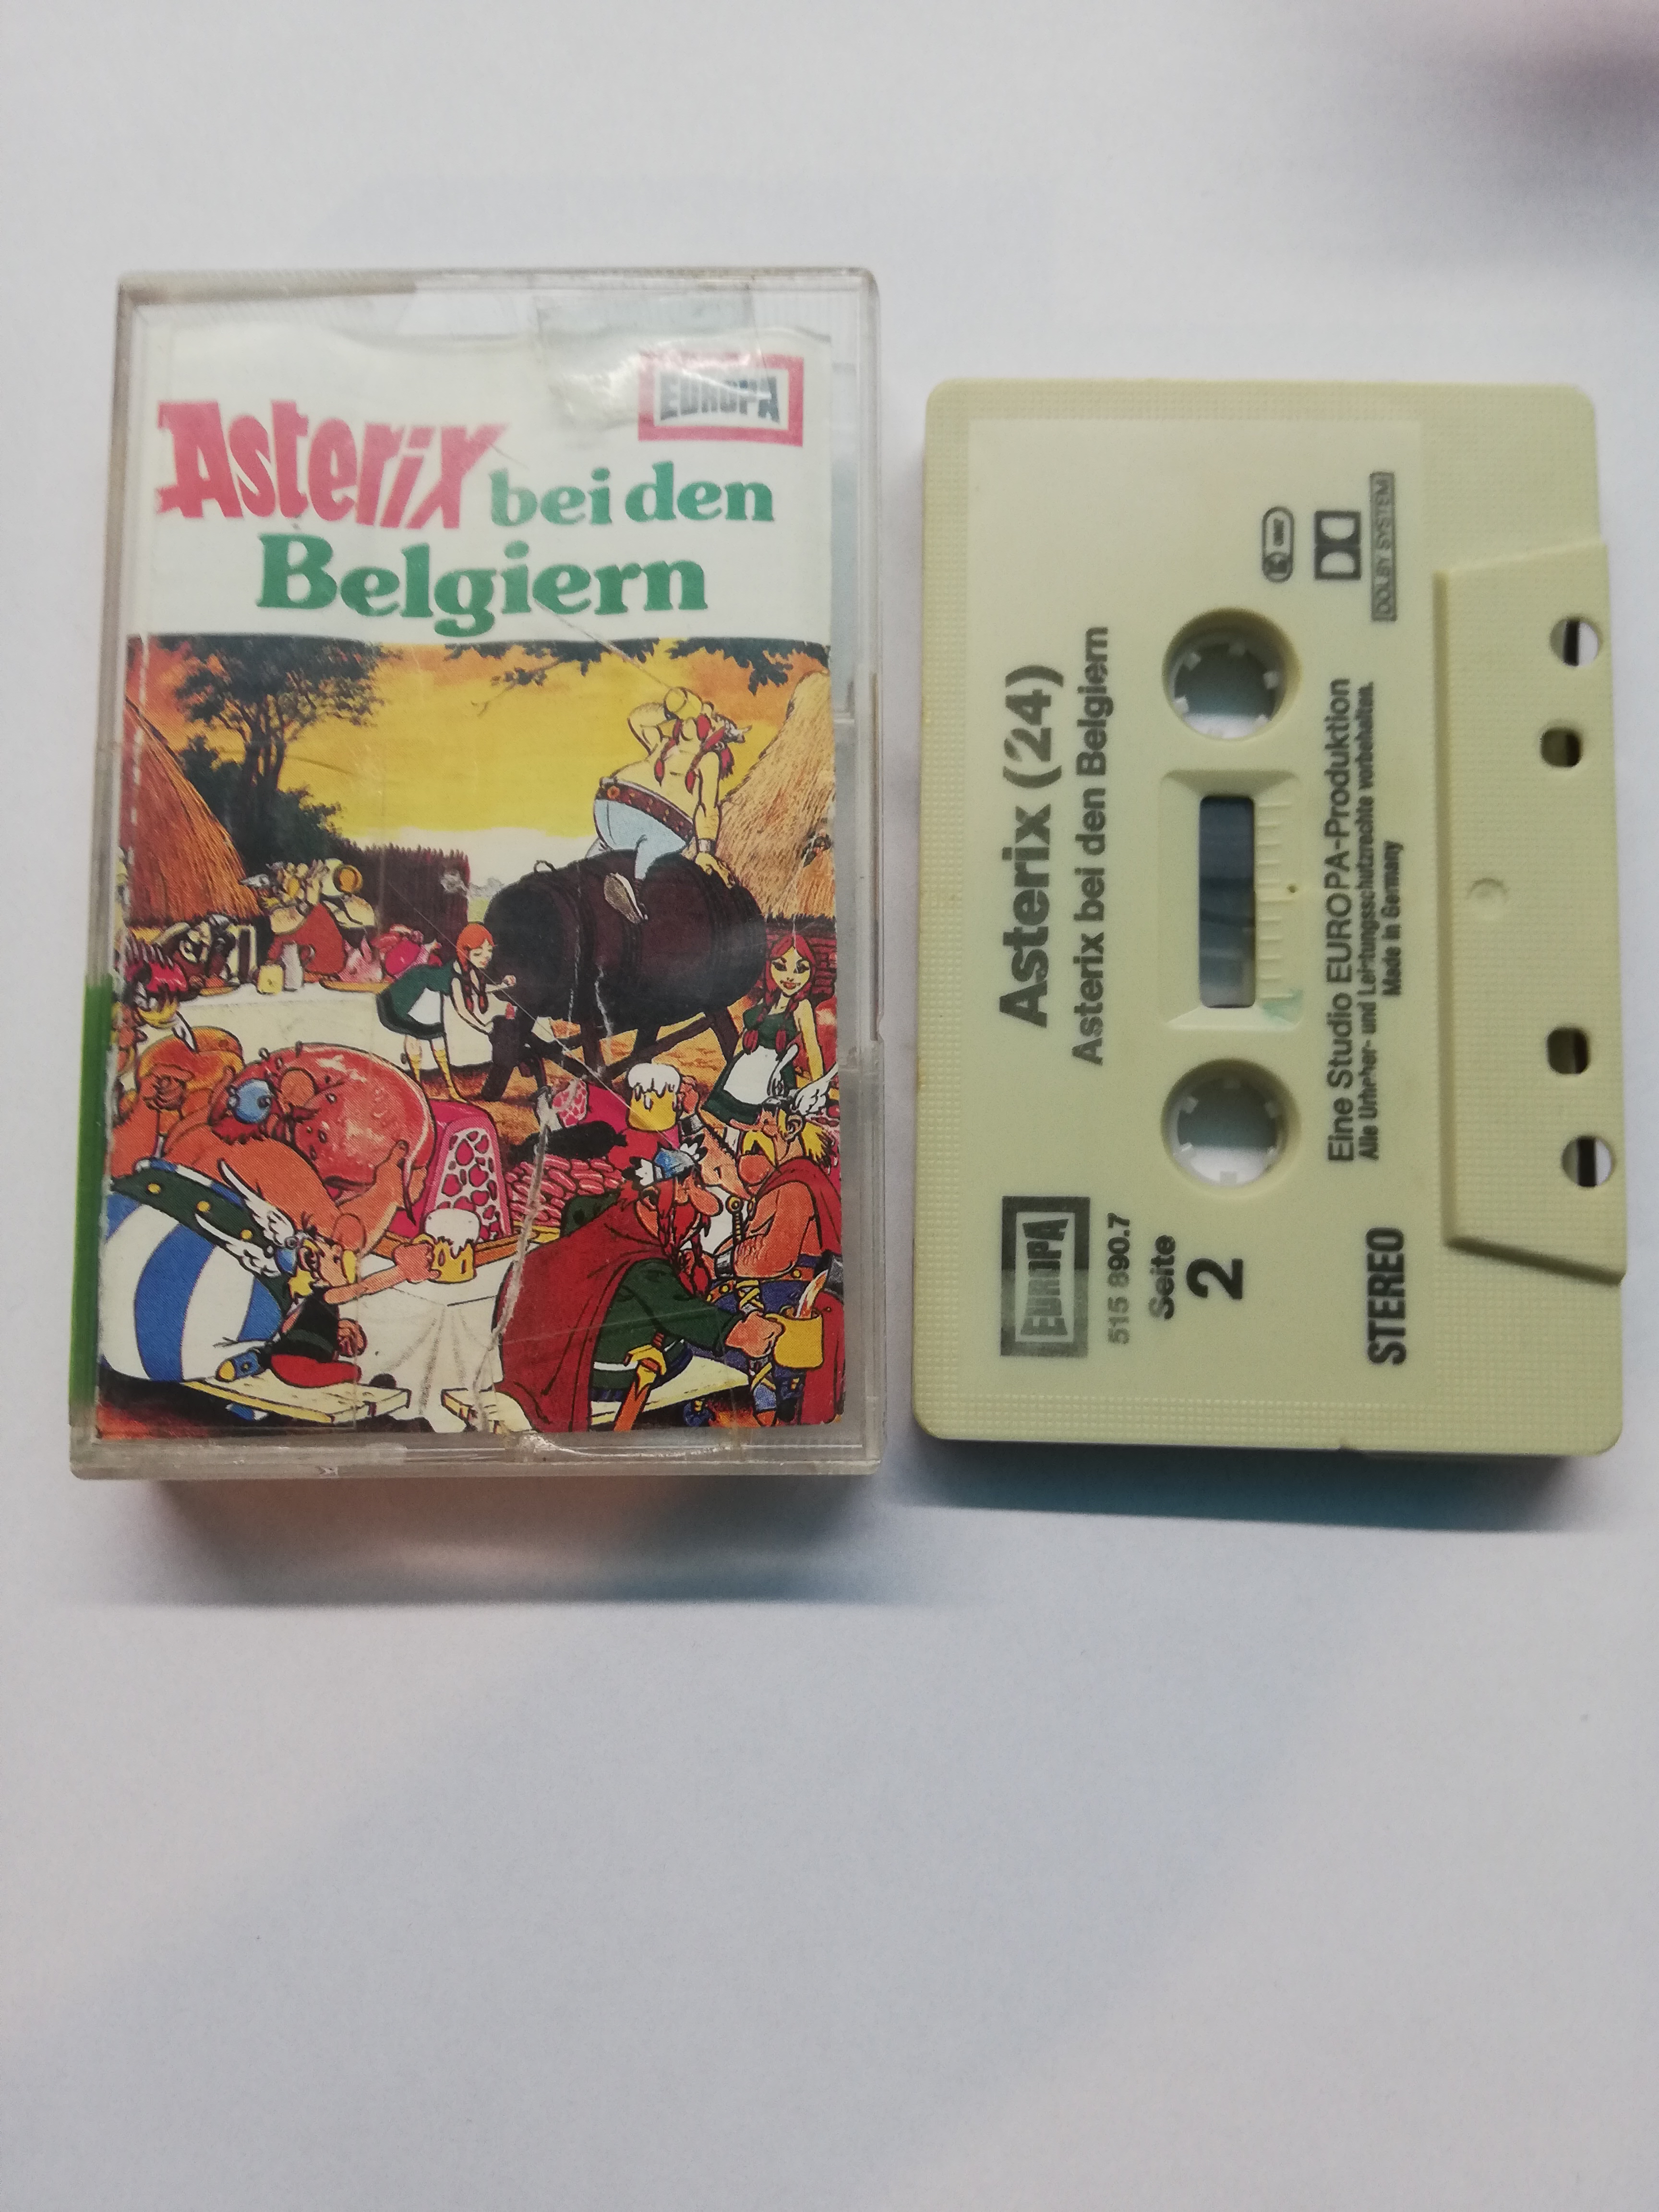 EUROPA
Asterix bei den
Belgiern
Asterix (24)
Asterix bei den Belgiern
EUROPA
515 890.7
Seite
2
STEREO
Eine Studio EUROPA-Produktion
Alle Urheber- und Leistungsschutzrechte vorbehalten.
Made in Germany
DOLBY SYSTEM